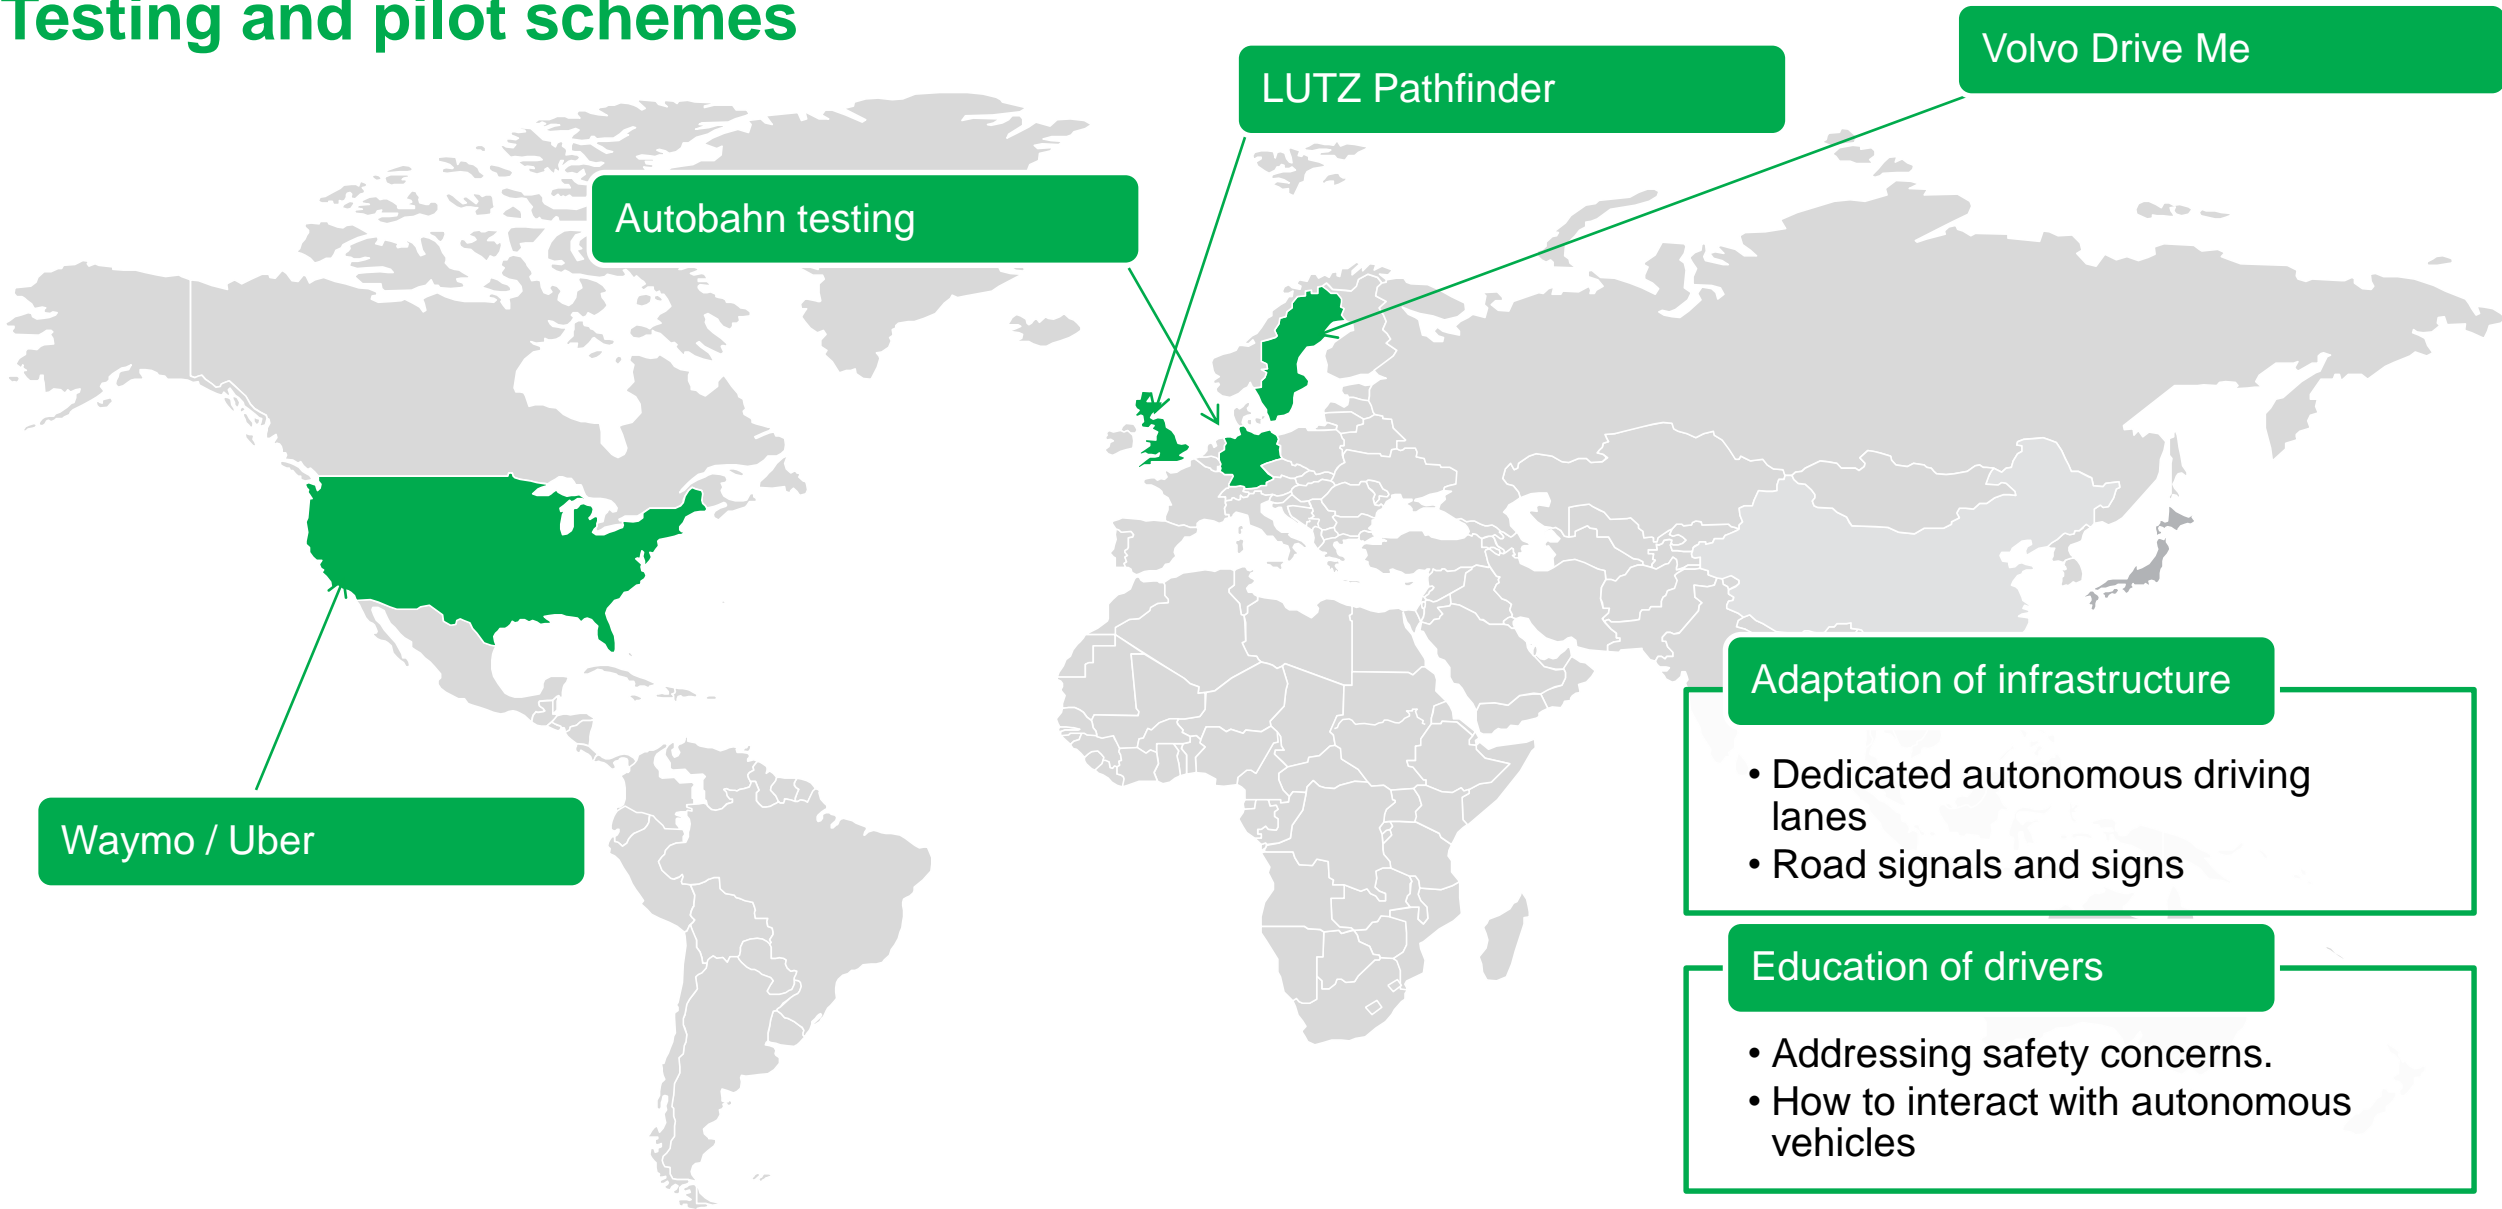 Testing and pilot schemes
Volvo Drive Me
LUTZ Pathfinder
Autobahn testing
Waymo / Uber
Adaptation of infrastructure
• Dedicated autonomous driving
lanes
• Road signals and signs
Education of drivers
• Addressing safety concerns.
• How to interact with autonomous
vehicles